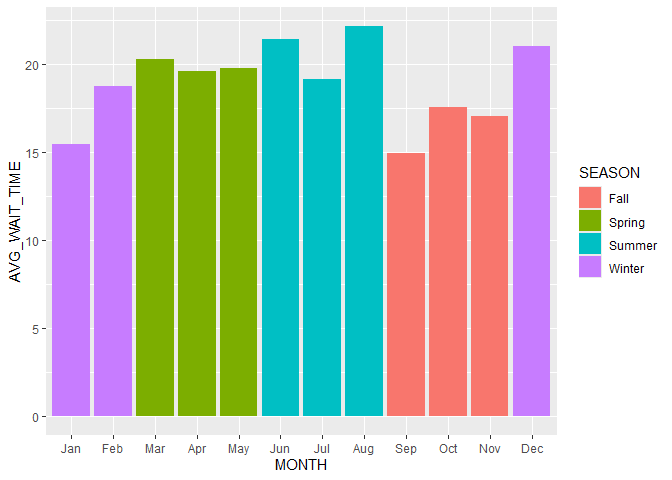 AVG_WAIT_TIME
20
15
10
5
0
Jan Feb Mar Apr May Jun Jul Aug Sep Oct Nov Dec
MONTH
SEASON
Fall
Spring
Summer
Winter